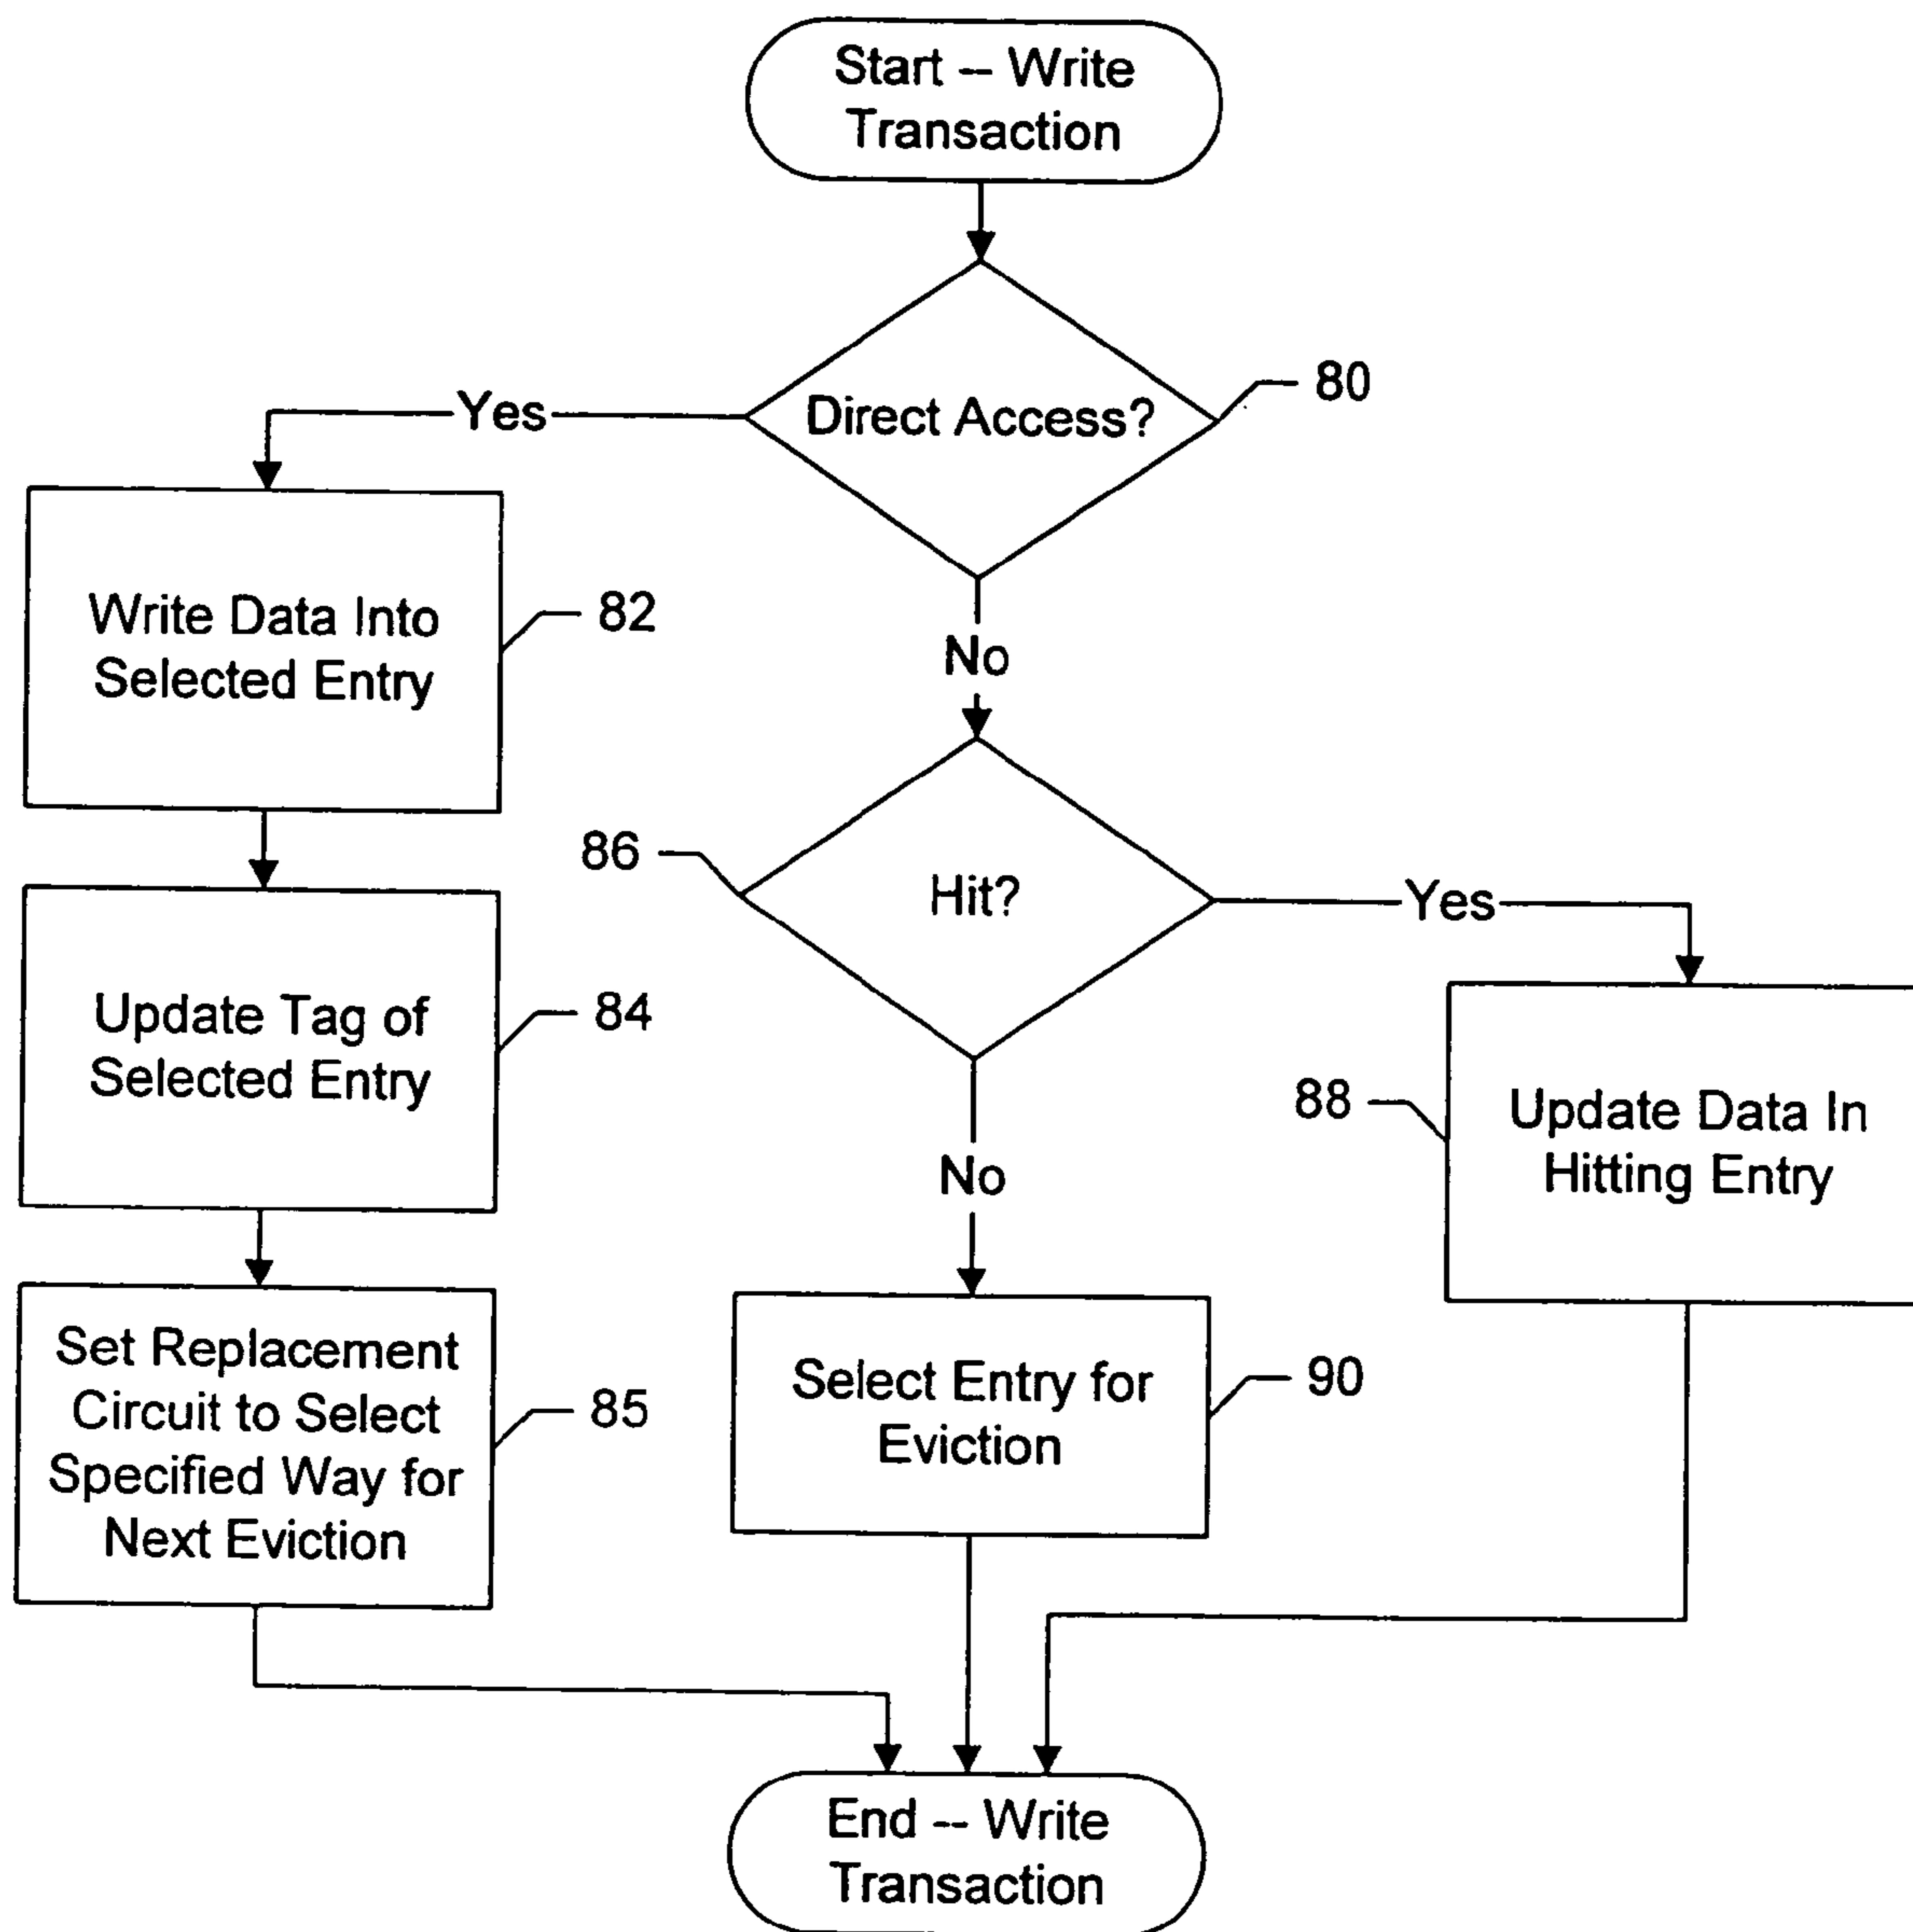 Start -- Write
Transaction
Direct Access?
80
Yes
No
Write Data Into
Selected Entry
82
86
Hit?
Yes
Update Tag of
Selected Entry
84
No
88
Update Data In
Hitting Entry
Set Replacement
Circuit to Select
Specified Way for
Next Eviction
85
Select Entry for
Eviction
90
End -- Write
Transaction